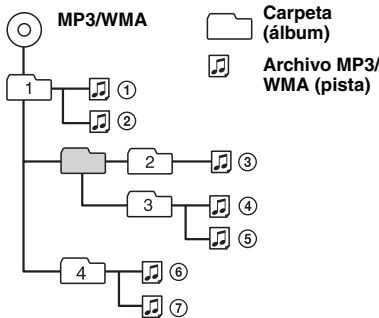 MP3/WMA
Carpeta
(álbum)
Archivo MP3/
WMA (pista)
1
①
②
2
③
3
④
⑤
4
⑥
⑦